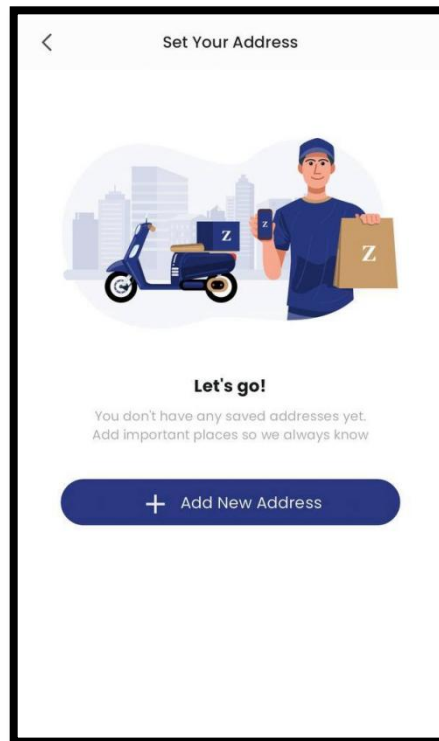 Set Your Address
Z
Z
Z
Let's go!
You don't have any saved addresses yet.
Add important places so we always know
+ Add New Address